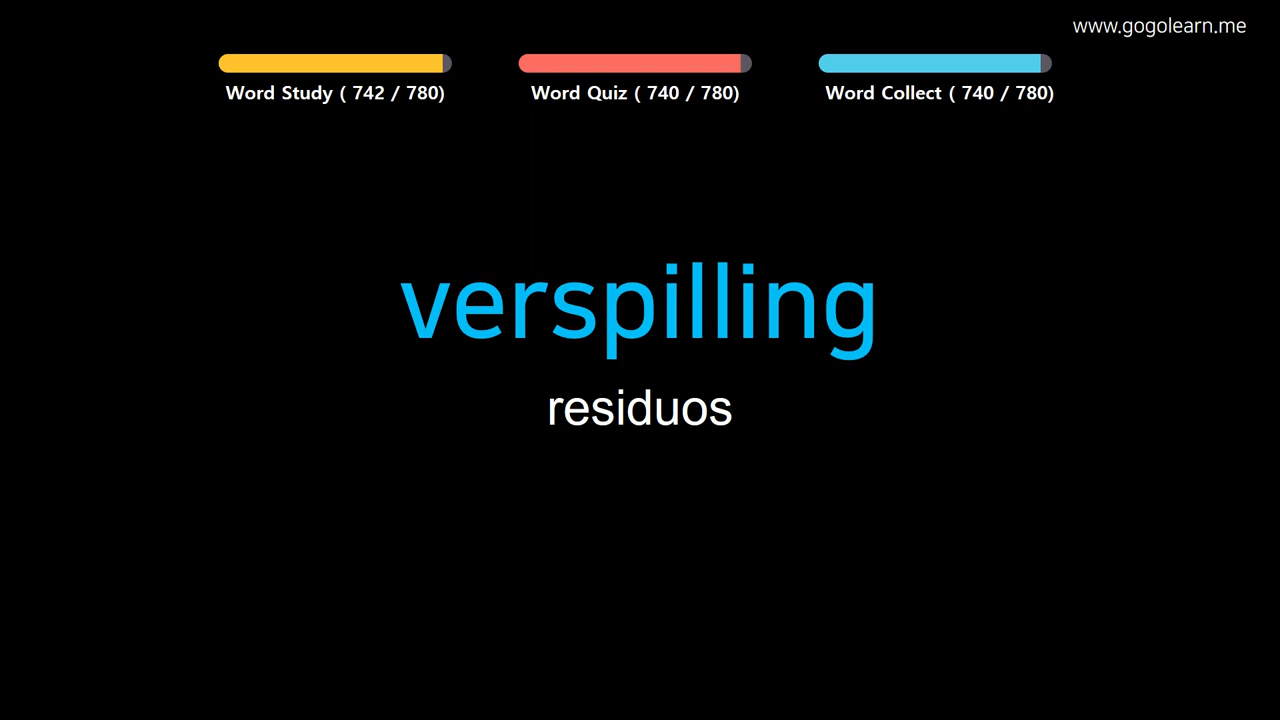 www.gogolearn.me
Word Study ( 742 / 780)
Word Quiz ( 740 / 780)
Word Collect ( 740 / 780)
verspilling
residuos